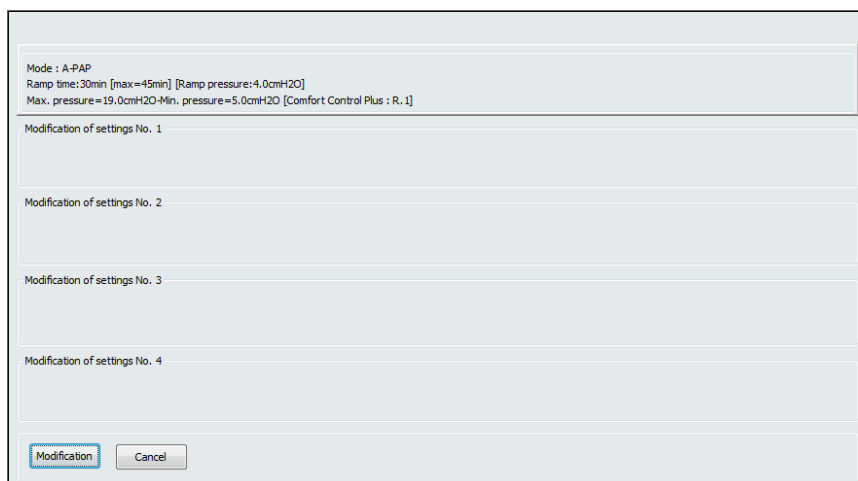 Mode : A-PAP
Ramp time:30min [max=45min] [Ramp pressure:4.0cmH2O]
Max. pressure=19.0cmH2O-Min. pressure=5.0cmH2O [Comfort Control Plus : R.1]
Modification of settings No. 1
Modification of settings No. 2
Modification of settings No. 3
Modification of settings No. 4
Modification Cancel